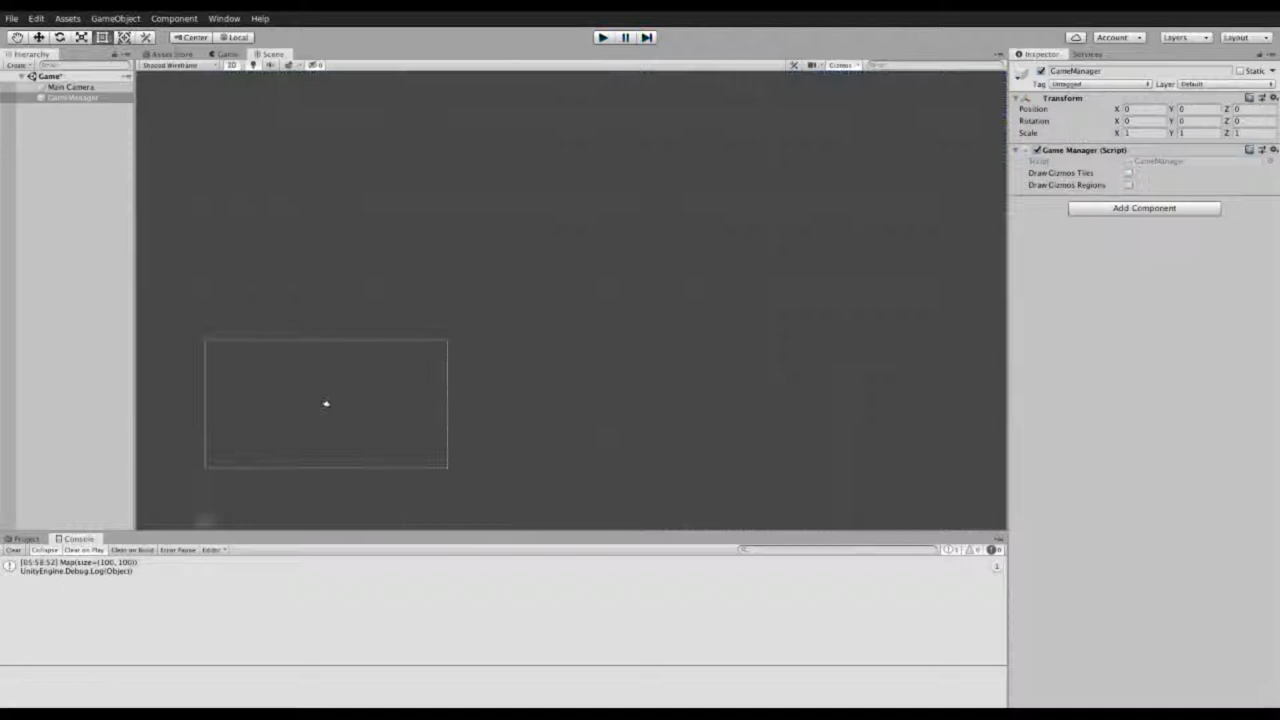 File Edit Assets GameObject Component Window Help
Center Local
Account Layers Layout
Hierarchy Asset Store Game Scene Inspector Services
Create Shaded Wireframe 2D Gizmos
Game*
Main Camera
GameManager
GameManager Static
Tag Untagged Layer Default
Transform
Position X 0 Y 0 Z 0
Rotation X 0 Y 0 Z 0
Scale X 1 Y 1 Z 1
Game Manager (Script)
Script GameManager
Draw Gizmos Tiles
Draw Gizmos Regions
Add Component
Project Console
Clear Collapse Clear on Play Clear on Build Error Pause Editor
[05:58:52] Map(size=(100, 100))
UnityEngine.Debug:Log(Object)
1